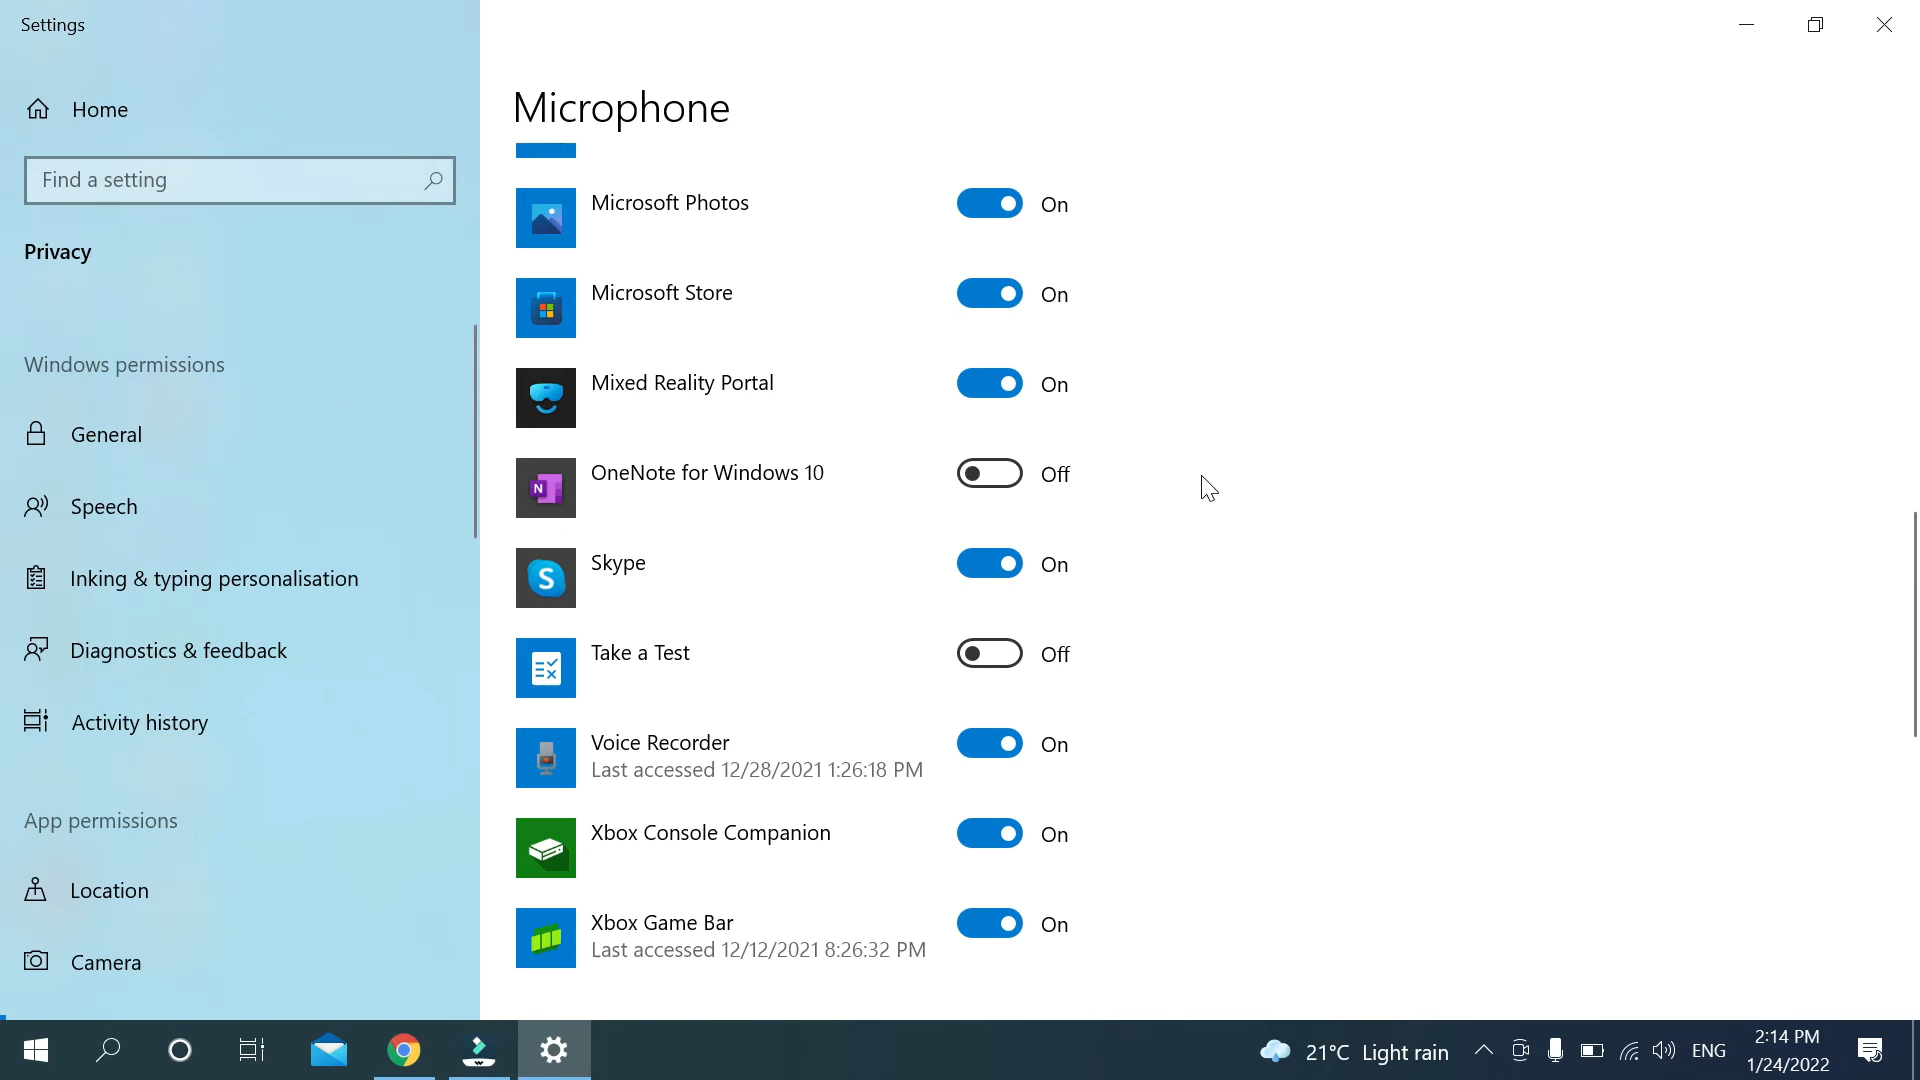 Settings
Home
Find a setting
Privacy
Windows permissions
General
Speech
Inking & typing personalisation
Diagnostics & feedback
Activity history
App permissions
Location
Camera
Microphone
Microsoft Photos On
Microsoft Store On
Mixed Reality Portal On
N
OneNote for Windows 10 Off
S
Skype On
Take a Test Off
Voice Recorder On
Last accessed 12/28/2021 1:26:18 PM
Xbox Console Companion On
Xbox Game Bar On
Last accessed 12/12/2021 8:26:32 PM
21°C Light rain ENG
2:14 PM
1/24/2022